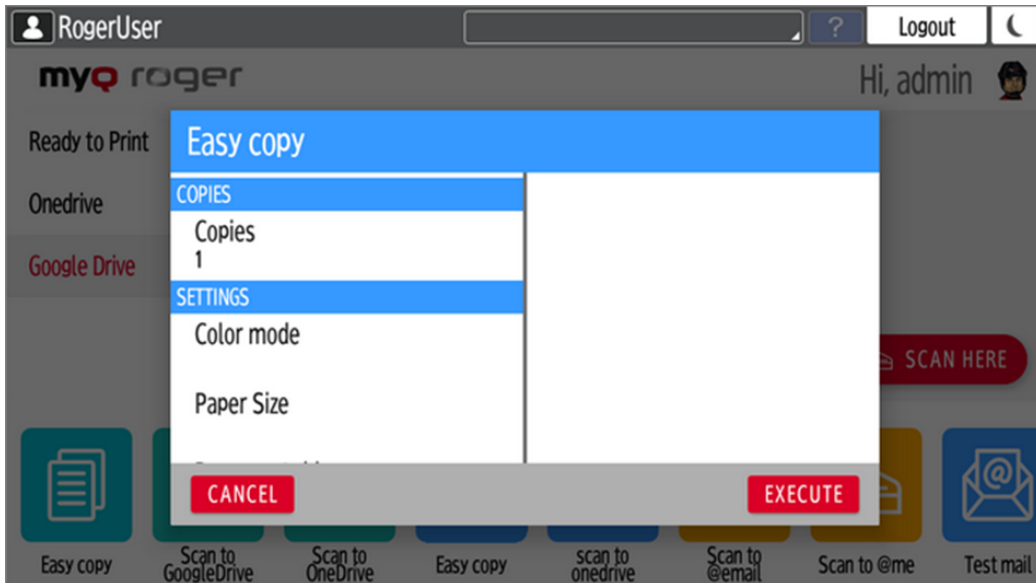 RogerUser
?
Logout
myQ roger
Hi, admin
Ready to Print
Onedrive
Google Drive
Easy copy
COPIES
Copies
1
SETTINGS
Color mode
Paper Size
SCAN HERE
CANCEL
EXECUTE
@
Easy copy
Scan to
GoogleDrive
Scan to
OneDrive
Easy copy
scan to
onedrive
Scan to
@email
Scan to @me
Test mail